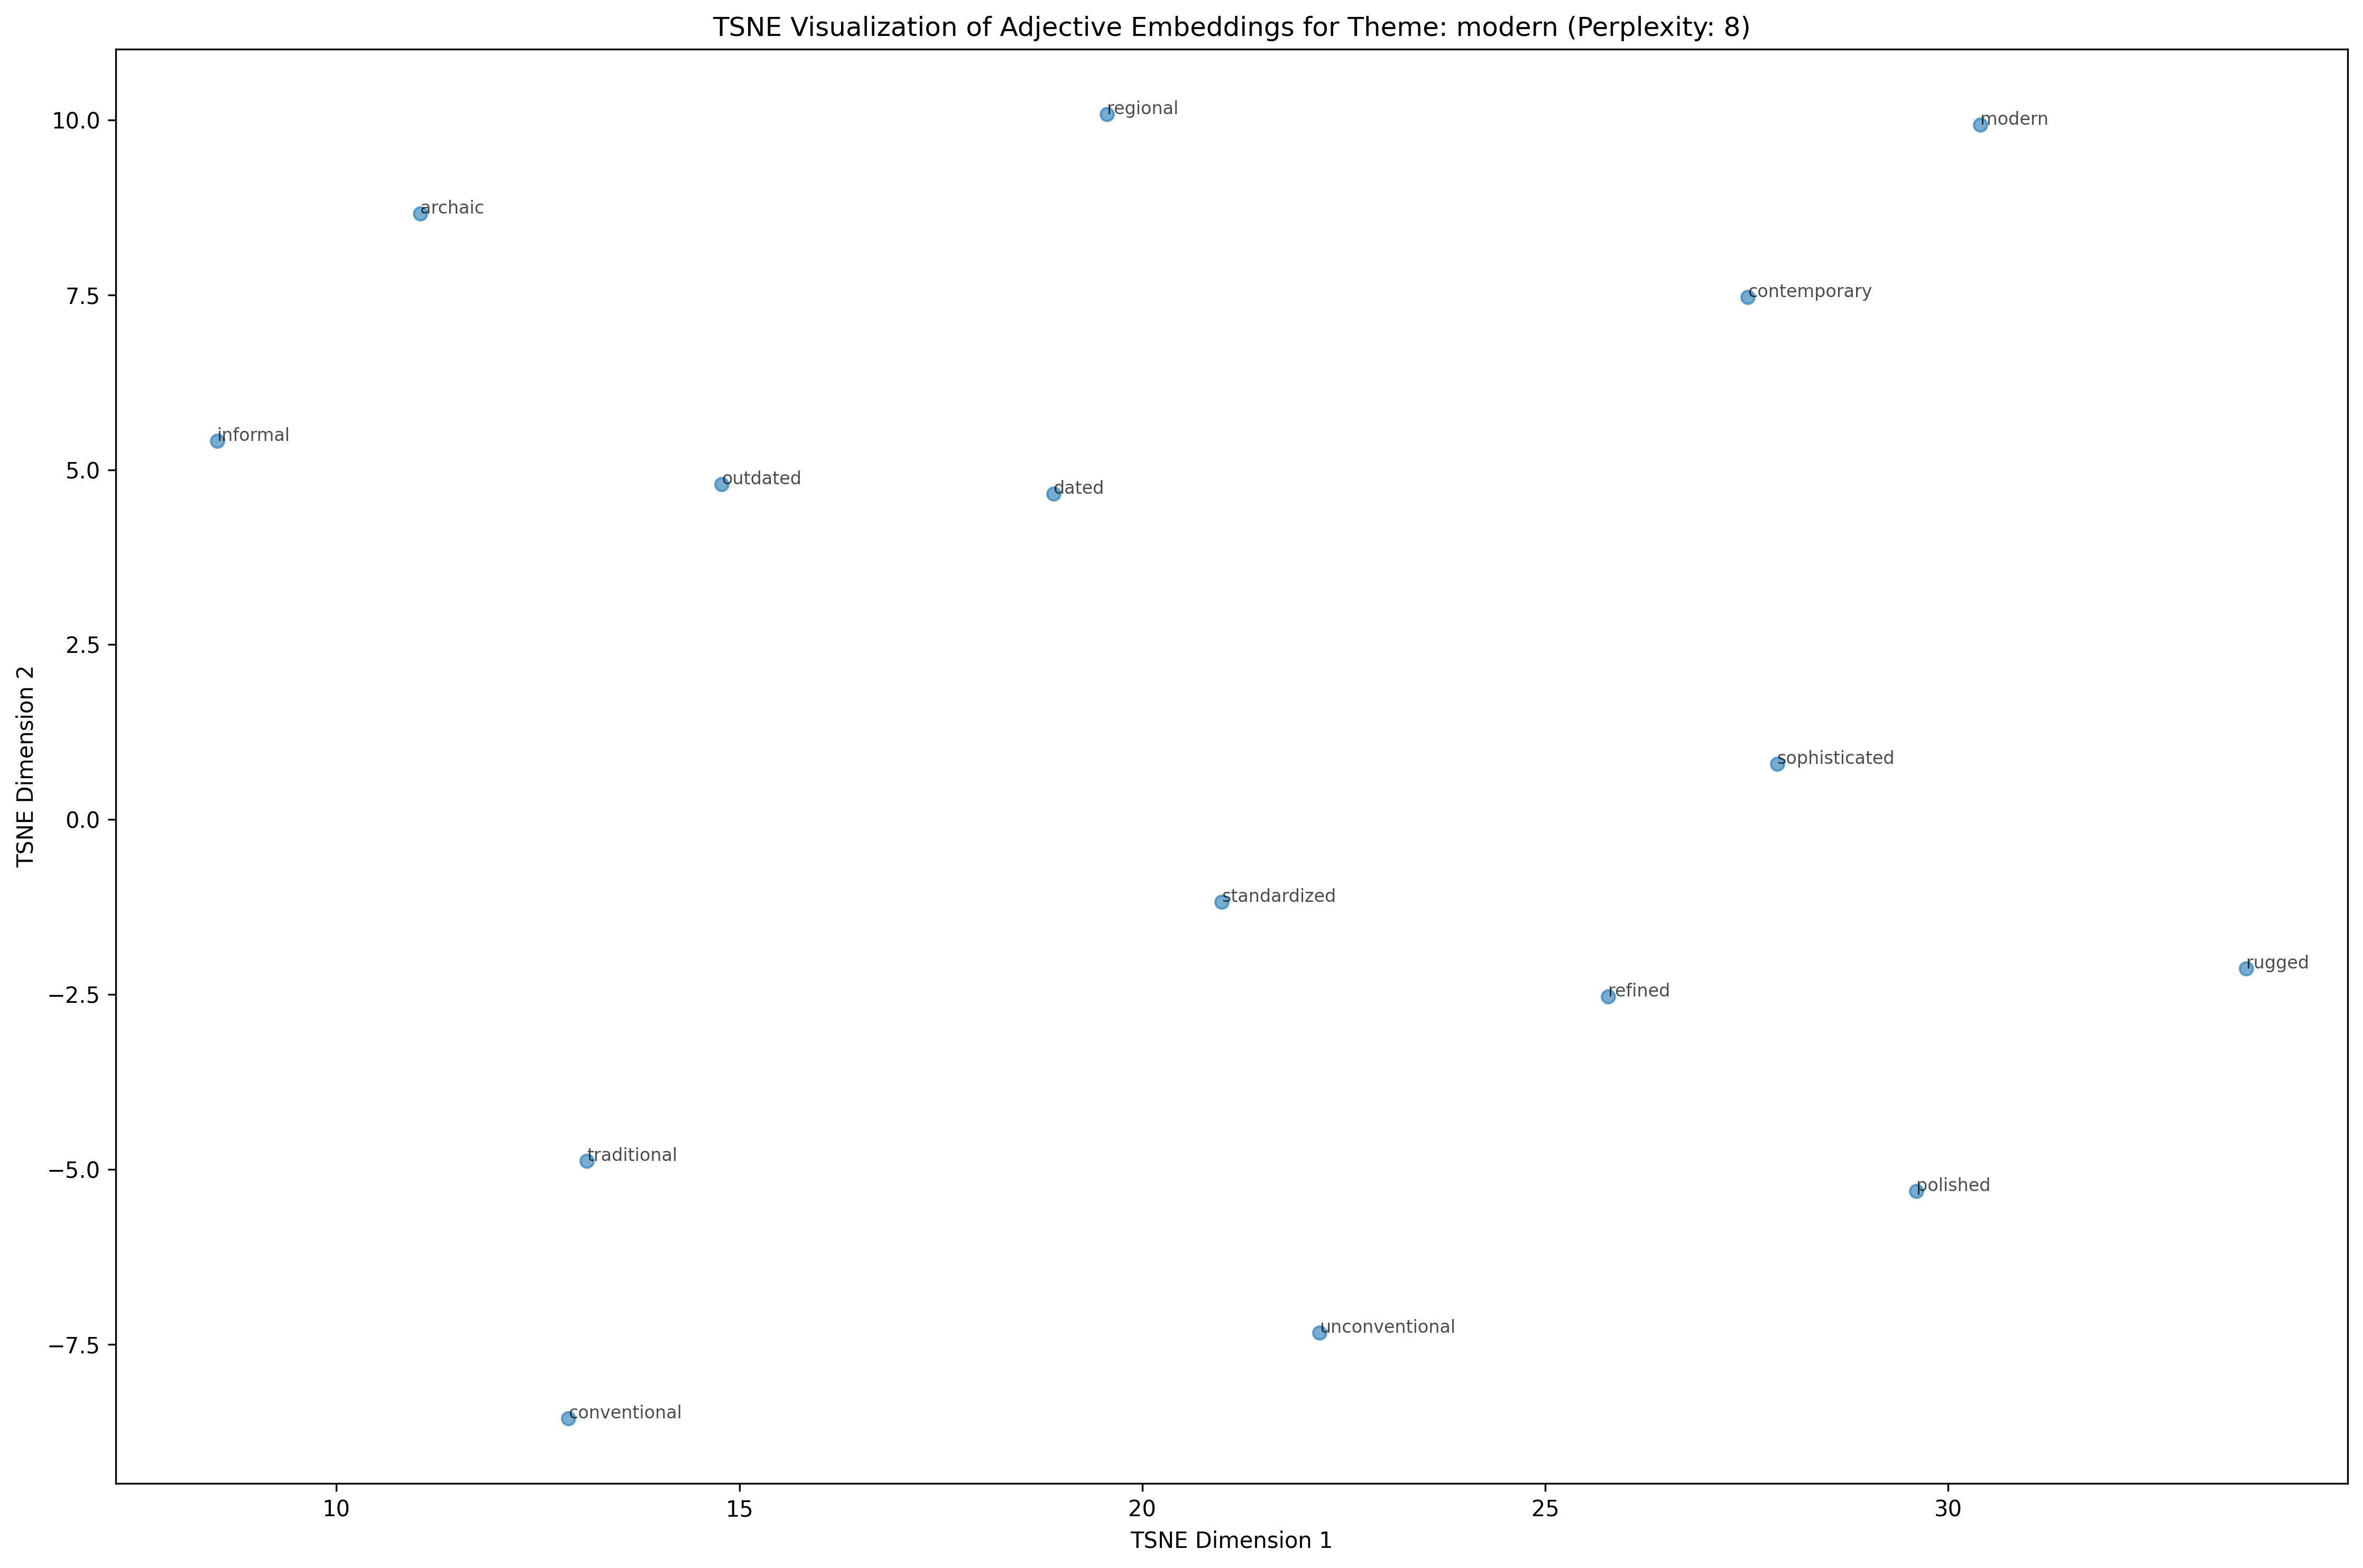 TSNE Visualization of Adjective Embeddings for Theme: modern (Perplexity: 8)
10.0
7.5
5.0
2.5
0.0
−2.5
−5.0
−7.5
TSNE Dimension 2
regional
modern
archaic
contemporary
informal
outdated
dated
sophisticated
standardized
rugged
refined
traditional
polished
unconventional
conventional
10
15
20
25
30
TSNE Dimension 1